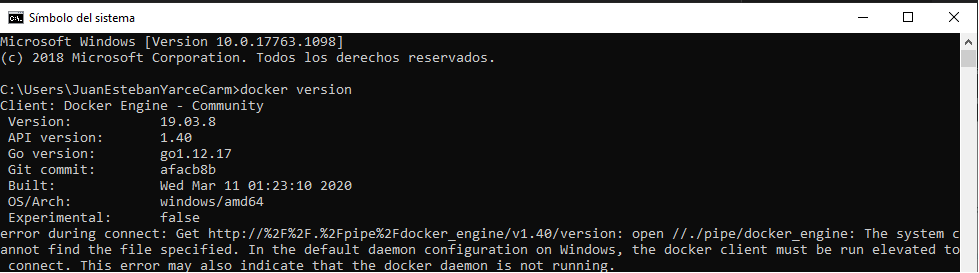 Símbolo del sistema
Microsoft Windows [Version 10.0.17763.1098]
(c) 2018 Microsoft Corporation. Todos los derechos reservados.
C:\Users\JuanEstebanYarceCarm>docker version
Client: Docker Engine - Community
Version: 19.03.8
API version: 1.40
Go version: go1.12.17
Git commit: afacb8b
Built: Wed Mar 11 01:23:10 2020
OS/Arch: windows/amd64
Experimental: false
error during connect: Get http://%2F%2F.%2Fpipe%2Fdocker_engine/v1.40/version: open //./pipe/docker_engine: The system c
annot find the file specified. In the default daemon configuration on Windows, the docker client must be run elevated to
connect. This error may also indicate that the docker daemon is not running.